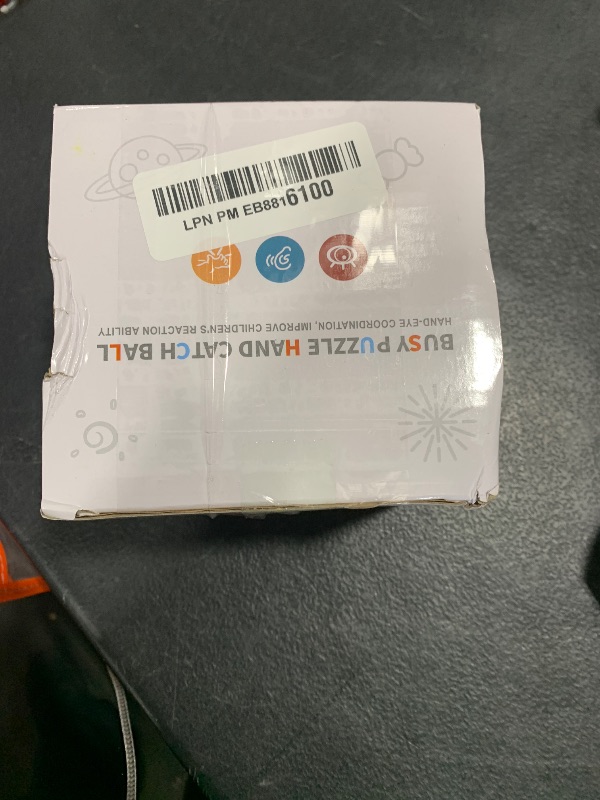 LPN PM EB8816100
BUSY PUZZLE HAND CATCH BALL
HAND-EYE COORDINATION, IMPROVE CHILDREN'S REACTION ABILITY